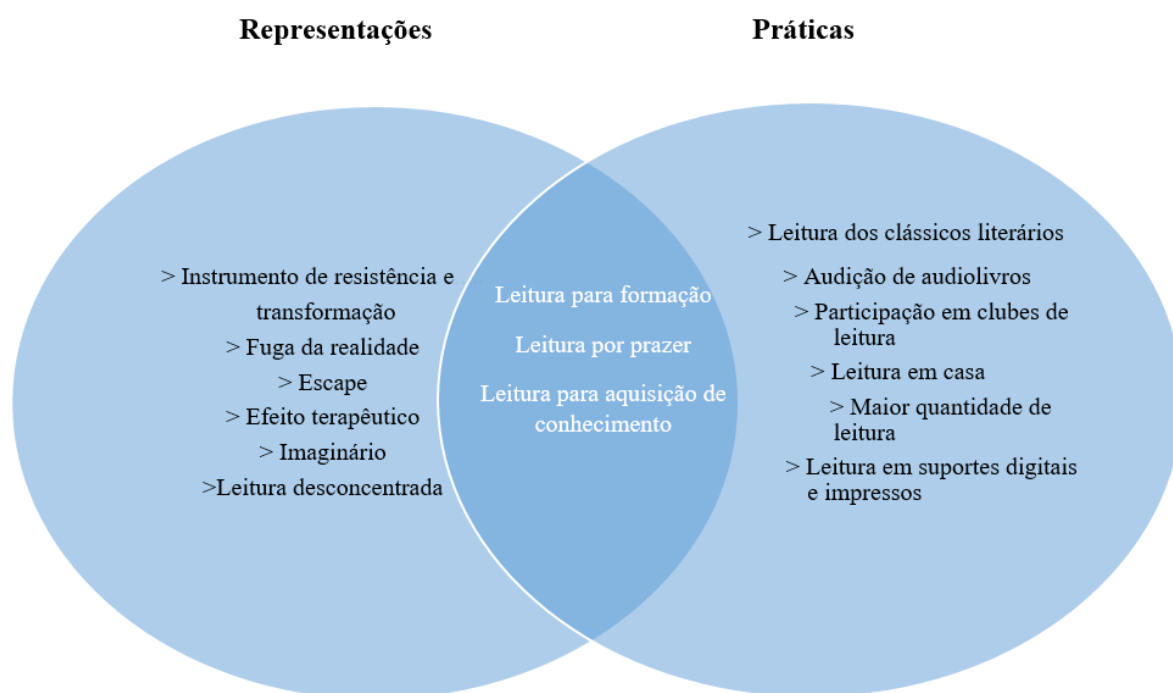 Representações
Práticas
> Instrumento de resistência e
transformação
> Fuga da realidade
> Escape
> Efeito terapêutico
> Imaginário
>Leitura desconcentrada
Leitura para formação
Leitura por prazer
Leitura para aquisição de
conhecimento
> Leitura dos clássicos literários
> Audição de audiolivros
> Participação em clubes de
leitura
> Leitura em casa
> Maior quantidade de
leitura
> Leitura em suportes digitais
e impressos